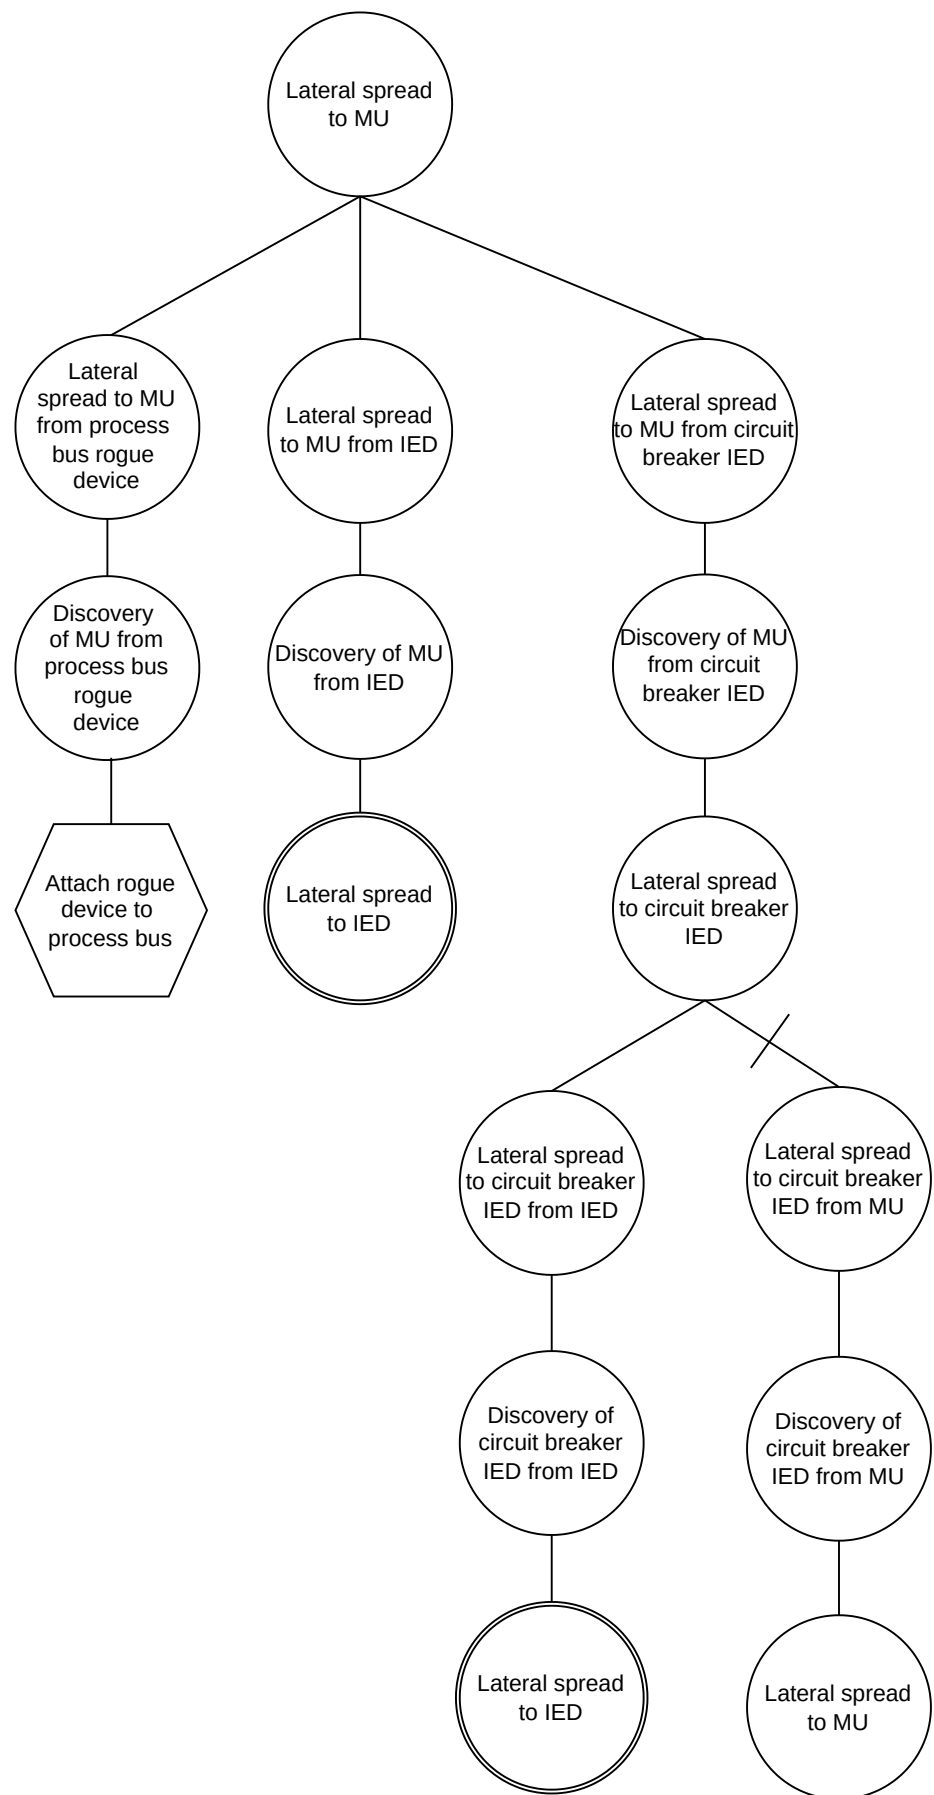 Lateral spread
to MU
Lateral
spread to MU
from process
bus rogue
device
Lateral spread
to MU from IED
Lateral spread
to MU from circuit
breaker IED
Discovery
of MU from
process bus
rogue
device
Discovery of MU
from IED
Discovery of MU
from circuit
breaker IED
Attach rogue
device to
process bus
Lateral spread
to IED
Lateral spread
to circuit breaker
IED
Lateral spread
to circuit breaker
IED from IED
Lateral spread
to circuit breaker
IED from MU
Discovery of
circuit breaker
IED from IED
Discovery of
circuit breaker
IED from MU
Lateral spread
to IED
Lateral spread
to MU